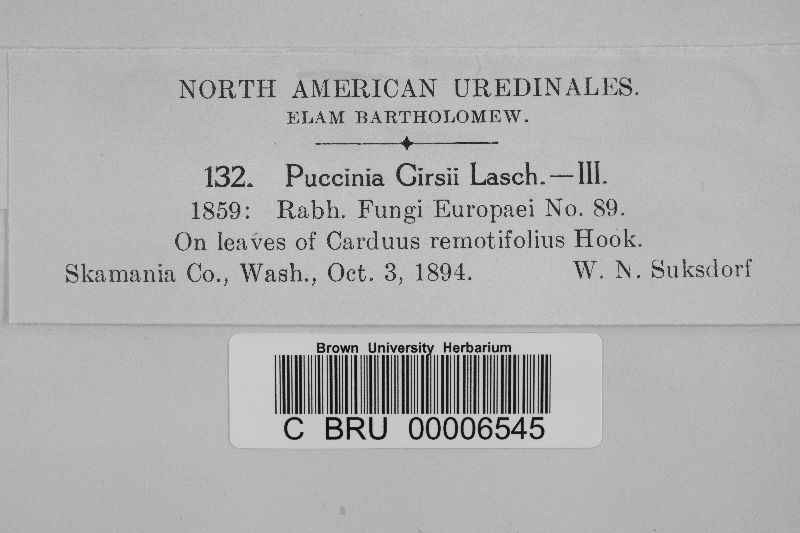 NORTH AMERICAN UREDINALES.
ELAM BARTHOLOMEW.
132. Puccinia Cirsii Lasch.—III.
1859: Rabh. Fungi Europaei No. 89.
On leaves of Carduus remotifolius Hook.
Skamania Co., Wash., Oct. 3, 1894. W. N. Suksdorf
Brown University Herbarium
C BRU 00006545